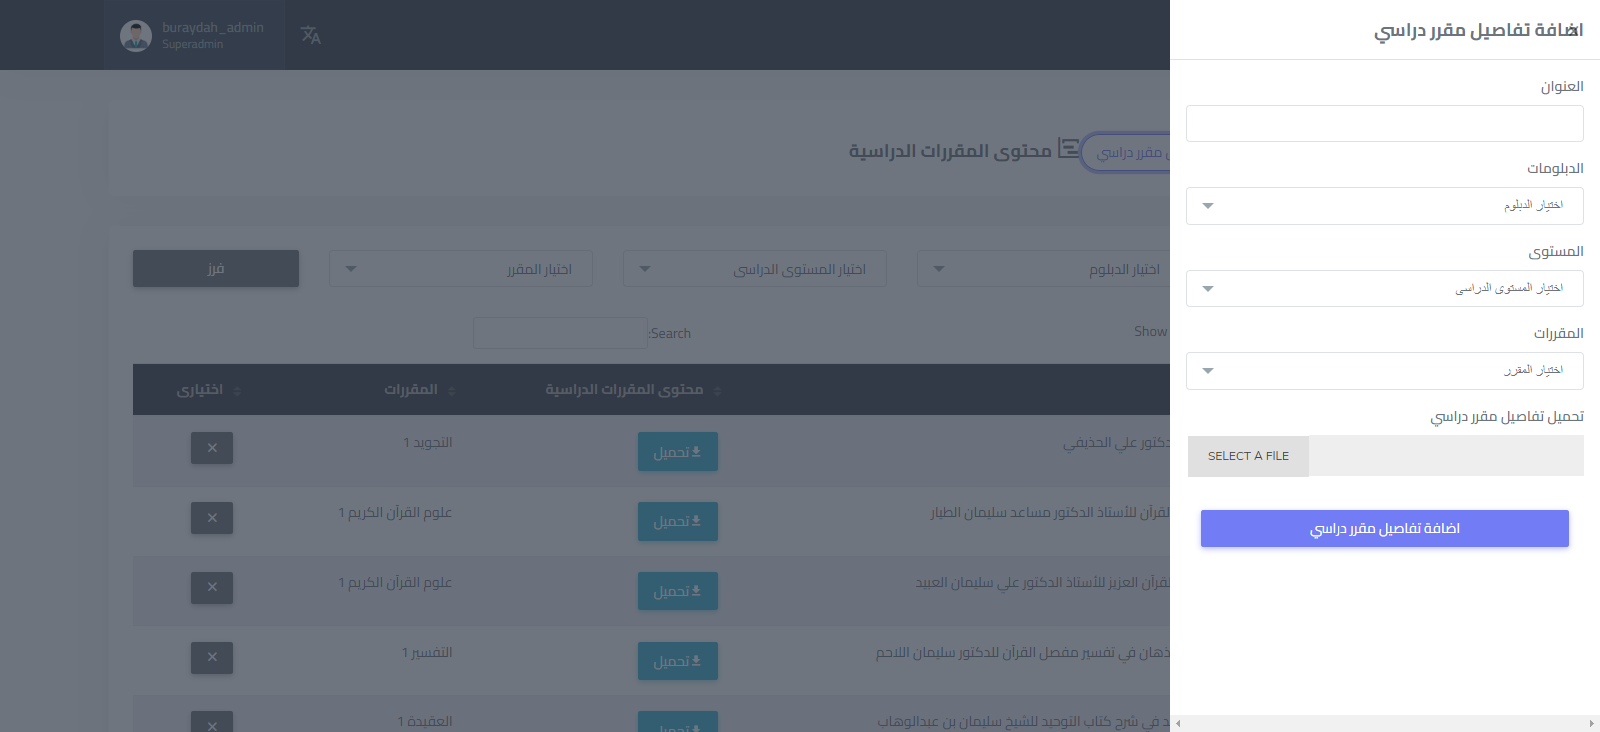 اضافة تفاصيل مقرر دراسي
العنوان
الدبلومات
اختيار الدبلوم
المستوى
اختيار المستوى الدراسى
المقررات
اختيار المقرر
تحميل تفاصيل مقرر دراسي
SELECT A FILE
اضافة تفاصيل مقرر دراسي
buraydah_admin
Superadmin
مقرر دراسي
محتوى المقررات الدراسية
اختيار الدبلوم
اختيار المستوى الدراسى
اختيار المقرر
فرز
Show
Search:
محتوى المقررات الدراسية
المقررات
اختيارى
علي الحذيفي
تحميل
التجويد 1
القرآن للأستاذ الدكتور مساعد سليمان الطيار
تحميل
علوم القرآن الكريم 1
القرآن العزيز للأستاذ الدكتور علي سليمان العبيد
تحميل
علوم القرآن الكريم 1
في تفسير مفصل القرآن للدكتور سليمان اللاحم
تحميل
التفسير 1
في شرح كتاب التوحيد للشيخ سليمان بن عبدالوهاب
تحميل
العقيدة 1